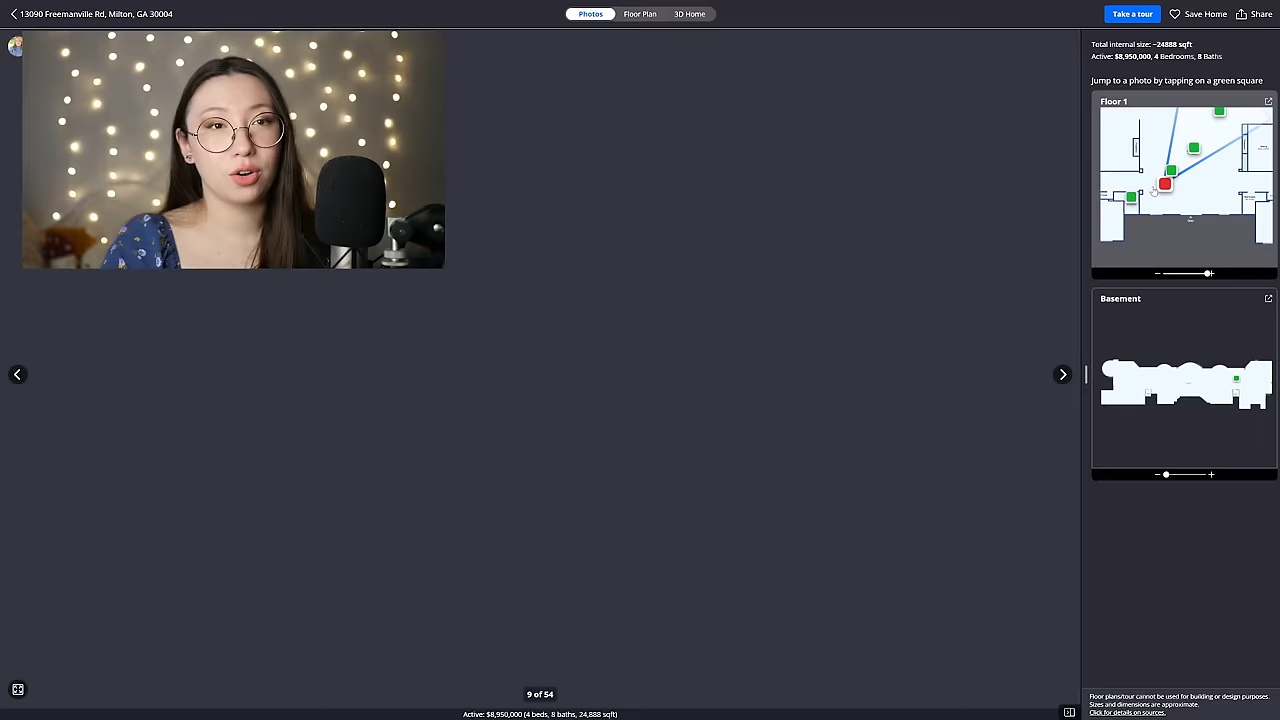 13090 Freemanville Rd, Milton, GA 30004
Photos
Floor Plan
3D Home
Take a tour
Save Home
Share
Total internal size: ~24888 sqft
Active: $8,950,000, 4 Bedrooms, 8 Baths
Jump to a photo by tapping on a green square
Floor 1
Basement
9 of 54
Floor plans/tour cannot be used for building or design purposes.
Sizes and dimensions are approximate.
Click for details on sources.
Active: $8,950,000 (4 beds, 8 baths, 24,888 sqft)